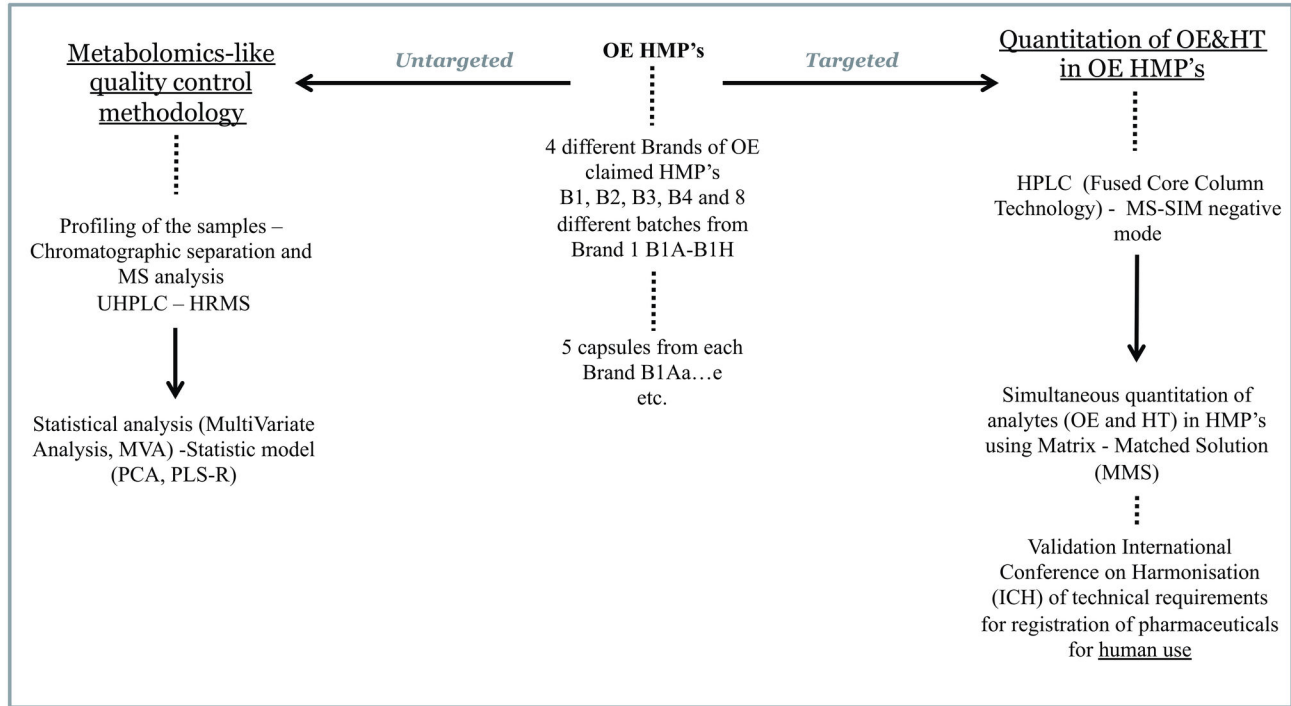 Metabolomics-like
quality control
methodology
Profiling of the samples –
Chromatographic separation and
MS analysis
UHPLC – HRMS
Statistical analysis (MultiVariate
Analysis, MVA) -Statistic model
(PCA, PLS-R)
Untargeted
OE HMP's
4 different Brands of OE
claimed HMP's
B1, B2, B3, B4 and 8
different batches from
Brand 1 B1A-B1H
5 capsules from each
Brand B1Aa…e
etc.
Targeted
Quantitation of OE&HT
in OE HMP's
HPLC (Fused Core Column
Technology) - MS-SIM negative
mode
Simultaneous quantitation of
analytes (OE and HT) in HMP's
using Matrix - Matched Solution
(MMS)
Validation International
Conference on Harmonisation
(ICH) of technical requirements
for registration of pharmaceuticals
for human use